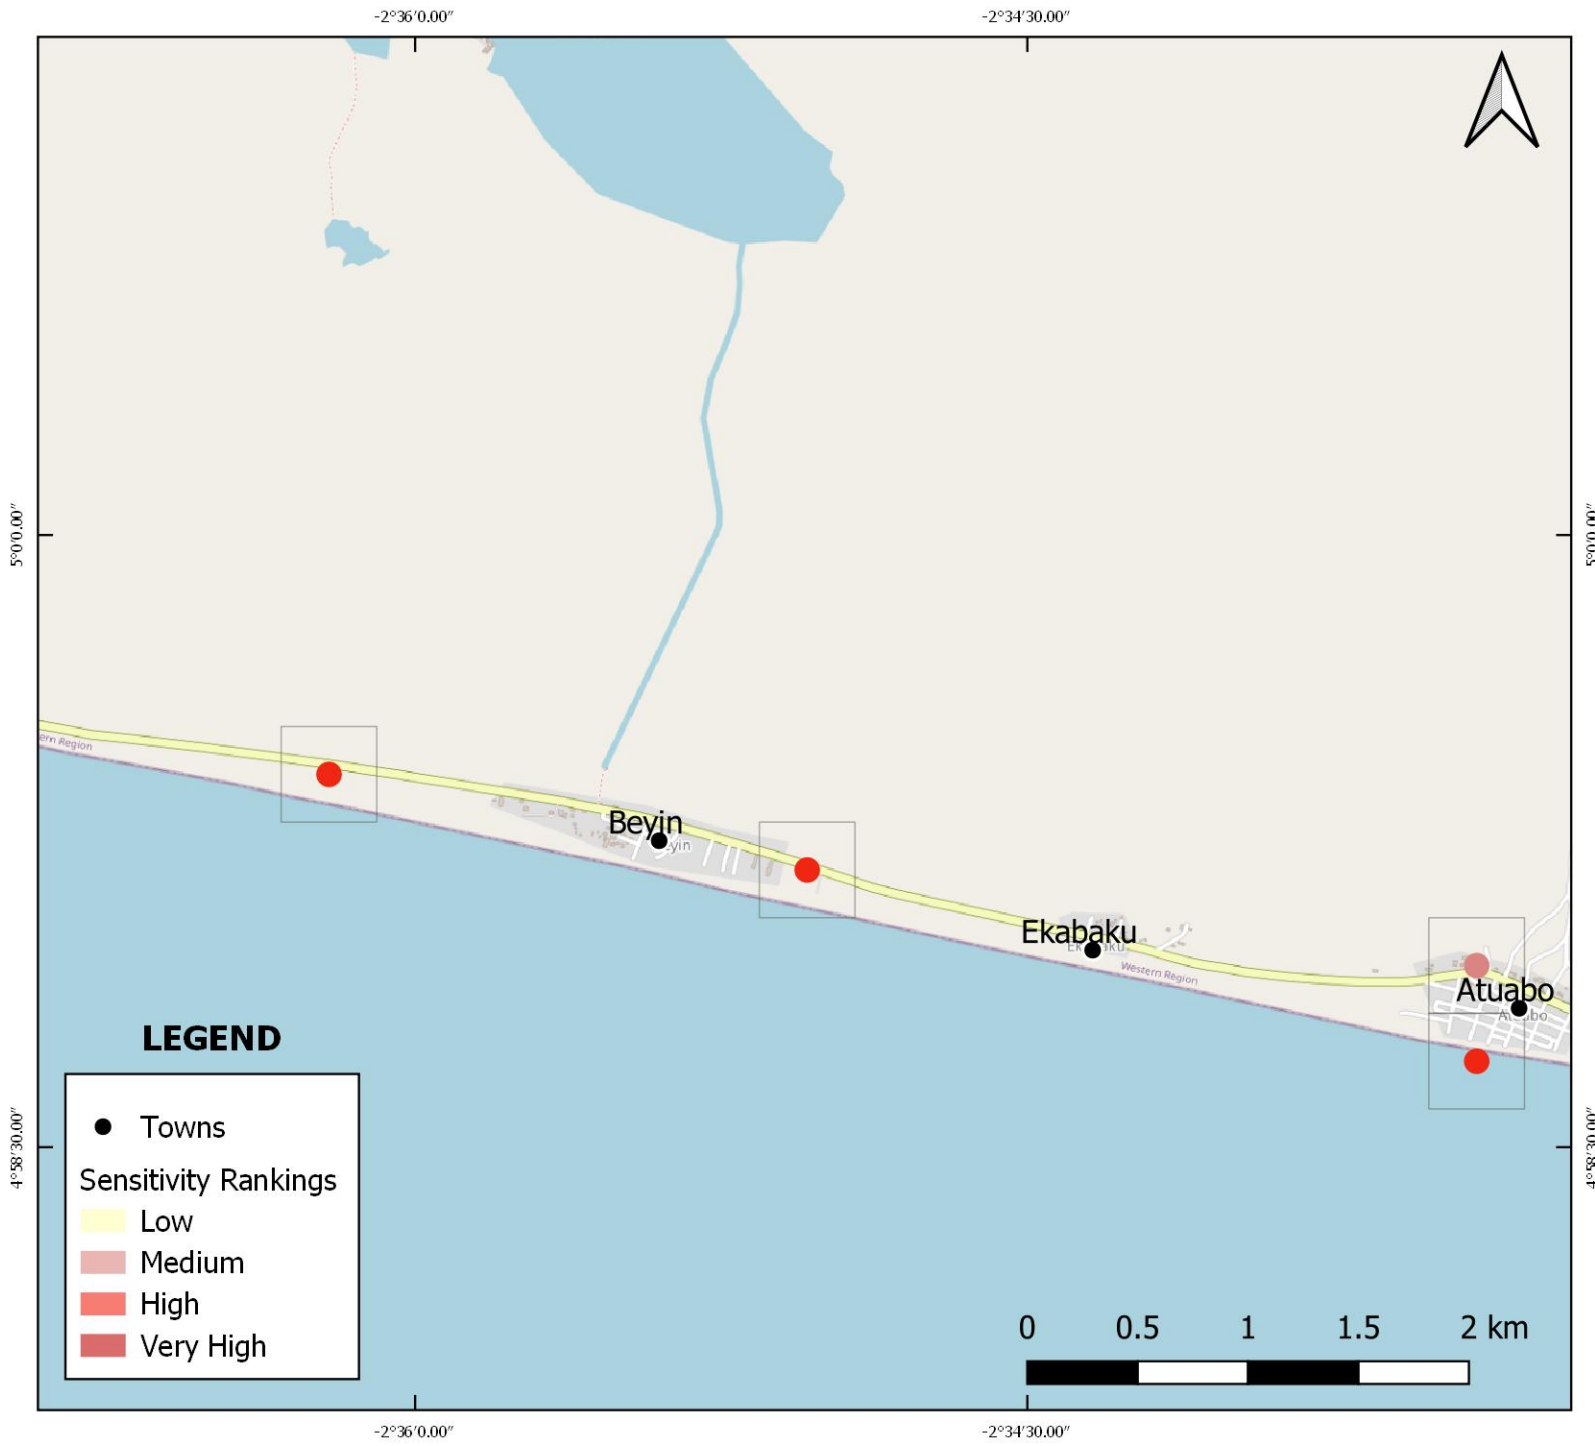 -2°36′0.00″
-2°34′30.00″
5°0′0.00″
5°0′0.00″
ern Region
Beyin
eyin
Ekabaku
Western Region
Atuabo
LEGEND
Towns
Sensitivity Rankings
Low
Medium
High
Very High
4°58′30.00″
4°58′30.00″
0 0.5 1 1.5 2 km
-2°36′0.00″
-2°34′30.00″